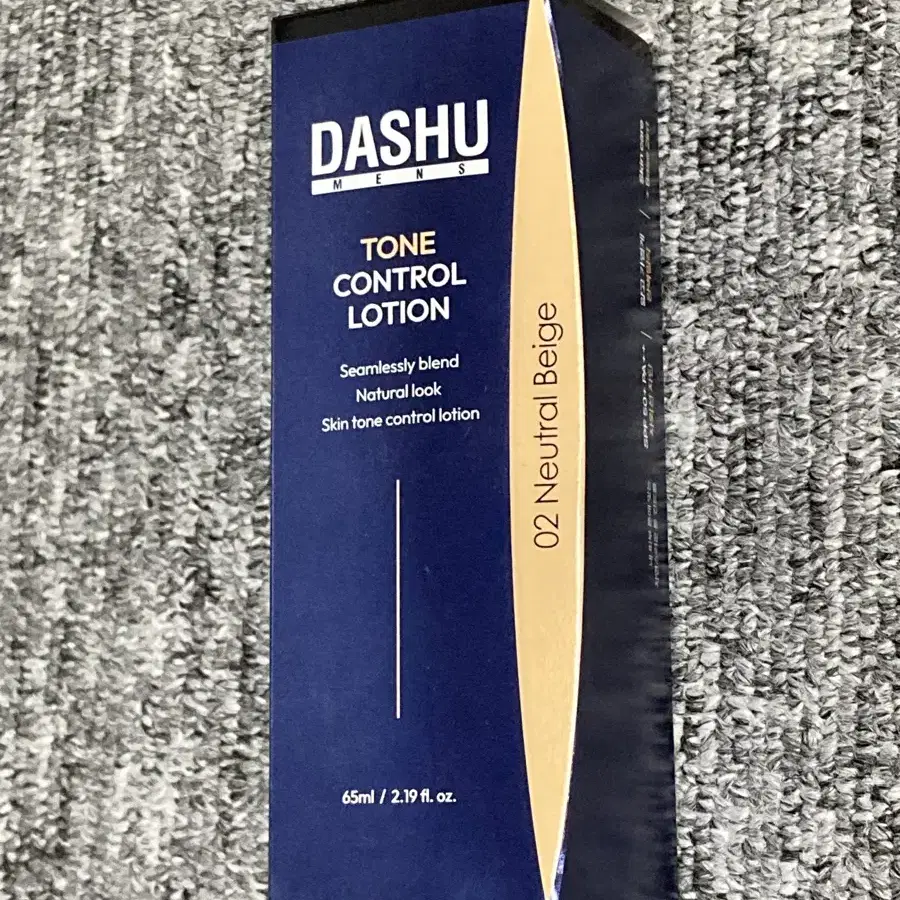 DASHU
MENS
TONE
CONTROL
LOTION
Seamlessly blend
Natural look
Skin tone control lotion
65ml / 2.19 fl. oz.
02 Neutral Beige